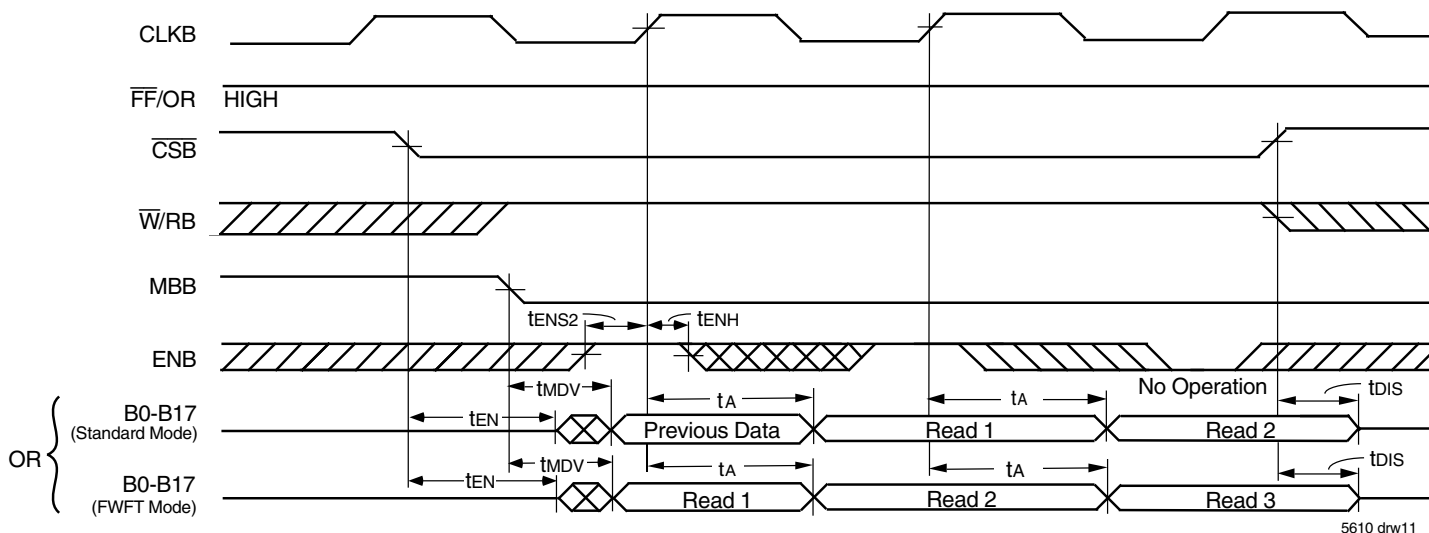 CLKB
FF/OR HIGH
CSB
W/RB
MBB
tENS2 tENH
ENB
No Operation
tMDV tA tA tDIS
tEN
B0-B17
(Standard Mode)
Previous Data Read 1 Read 2
OR
tMDV tA tA tDIS
tEN
B0-B17
(FWFT Mode)
Read 1 Read 2 Read 3
5610 drw11